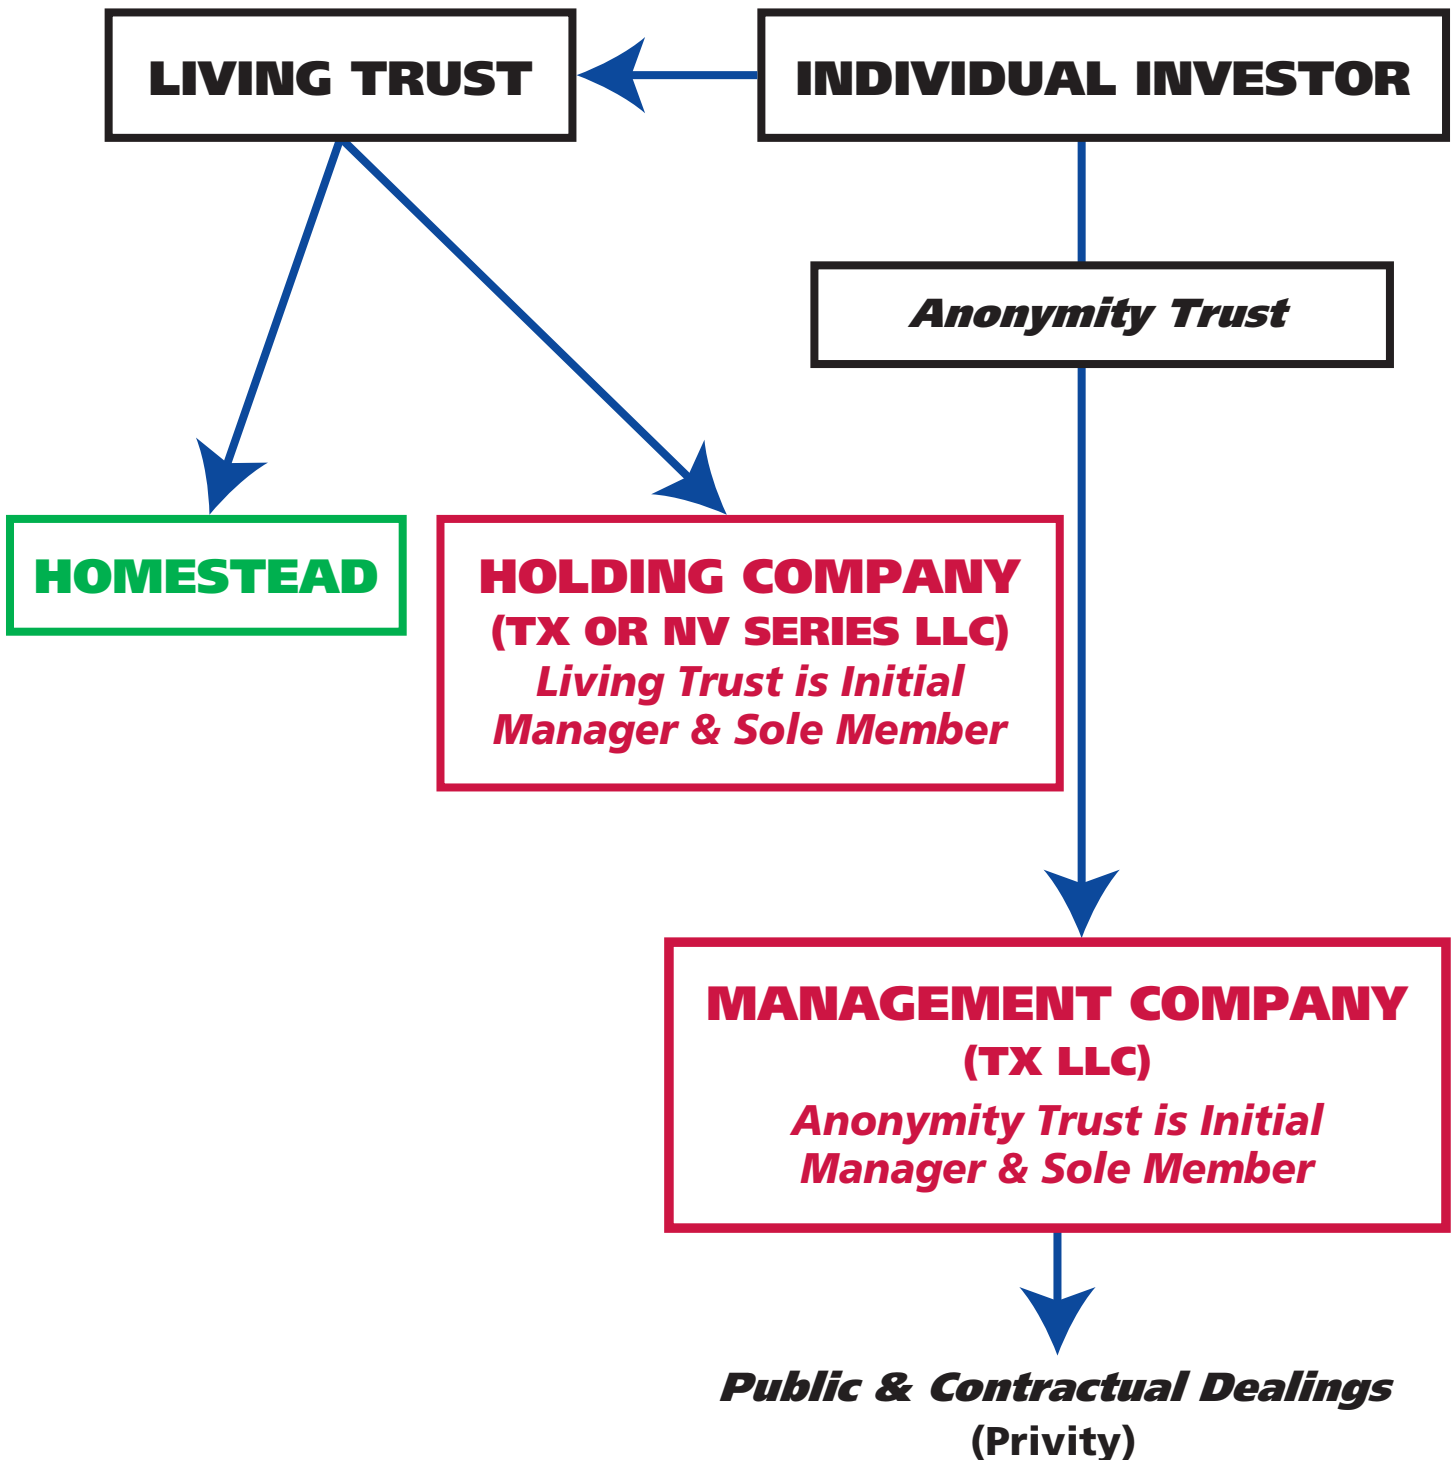 LIVING TRUST
INDIVIDUAL INVESTOR
Anonymity Trust
HOMESTEAD
HOLDING COMPANY
(TX OR NV SERIES LLC)
Living Trust is Initial
Manager & Sole Member
MANAGEMENT COMPANY
(TX LLC)
Anonymity Trust is Initial
Manager & Sole Member
Public & Contractual Dealings
(Privity)